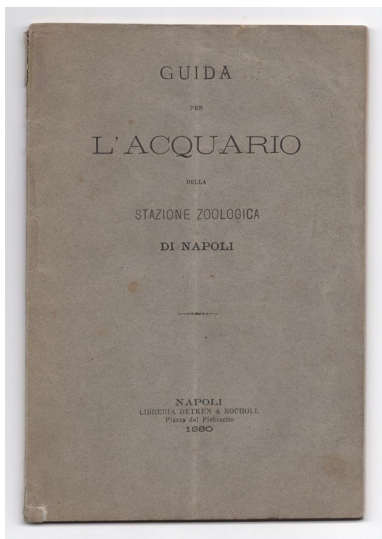 GUIDA
PER
L'ACQUARIO
DELLA
STAZIONE ZOOLOGICA
DI NAPOLI
NAPOLI
LIBRERIA DETKEN & ROCHOLL
Piazza del Plebiscito
1880